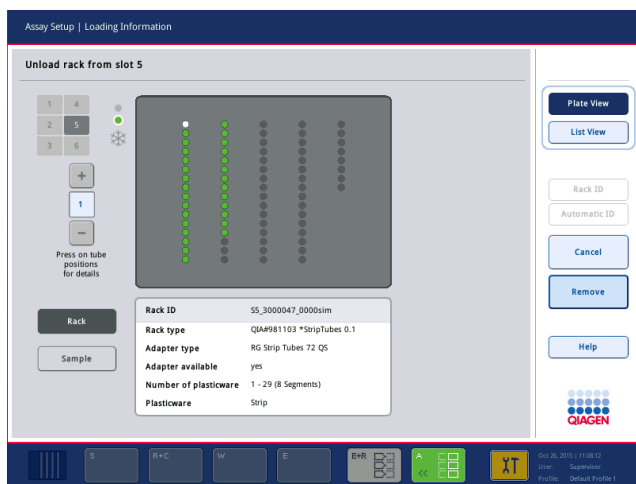 Assay Setup | Loading Information
Unload rack from slot 5
1 4
2 5
3 6
+
1
−
Press on tube
positions
for details
Rack
Sample
Rack ID S5_3000047_0000sim
Rack type QIA#981103 *StripTubes 0.1
Adapter type RG Strip Tubes 72 QS
Adapter available yes
Number of plasticware 1 - 29 (8 Segments)
Plasticware Strip
Plate View
List View
Rack ID
Automatic ID
Cancel
Remove
Help
QIAGEN
S R+C W E E+R A
Oct 26, 2015 | 11:08:12
User: Supervisor
Profile: Default Profile 1